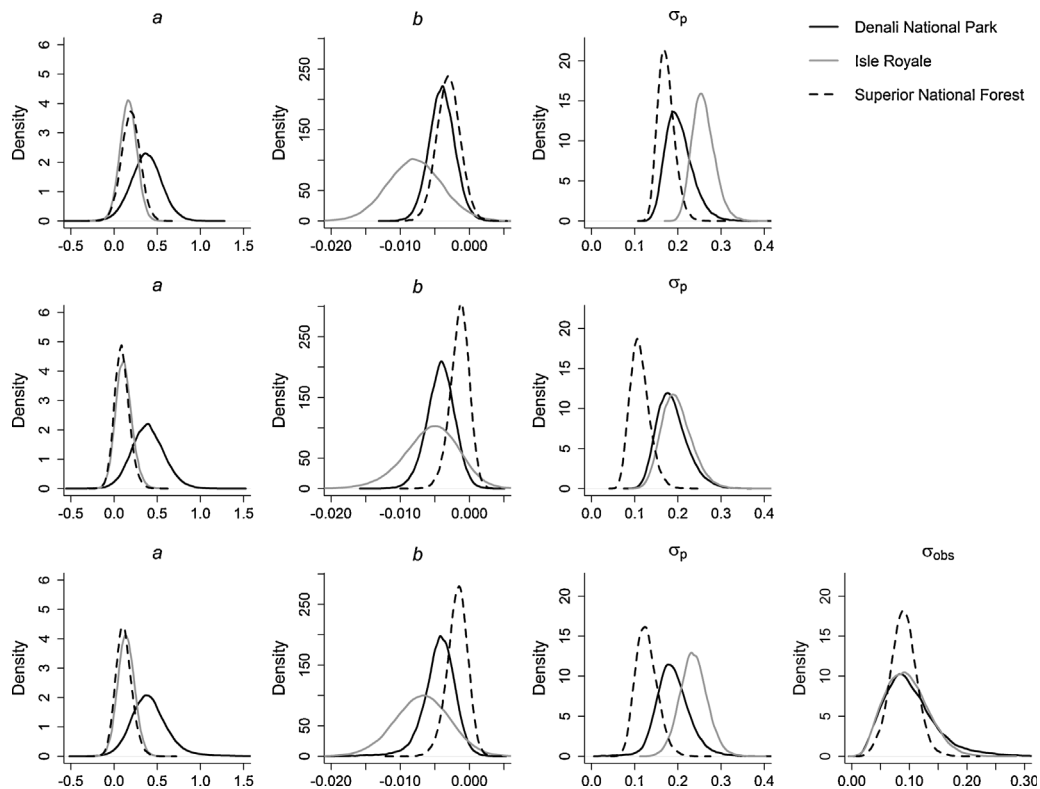 a
b
σp
Denali National Park
Isle Royale
Superior National Forest
Density
0 1 2 3 4 5 6
-0.5 0.0 0.5 1.0 1.5
Density
0 50 150 250
-0.020 -0.010 0.000
Density
0 5 10 15 20
0.0 0.1 0.2 0.3 0.4
a
b
σp
Density
0 1 2 3 4 5 6
-0.5 0.0 0.5 1.0 1.5
Density
0 50 150 250
-0.020 -0.010 0.000
Density
0 5 10 15 20
0.0 0.1 0.2 0.3 0.4
a
b
σp
σobs
Density
0 1 2 3 4 5 6
-0.5 0.0 0.5 1.0 1.5
Density
0 50 150 250
-0.020 -0.010 0.000
Density
0 5 10 15 20
0.0 0.1 0.2 0.3 0.4
Density
0 5 10 15 20
0.00 0.10 0.20 0.30